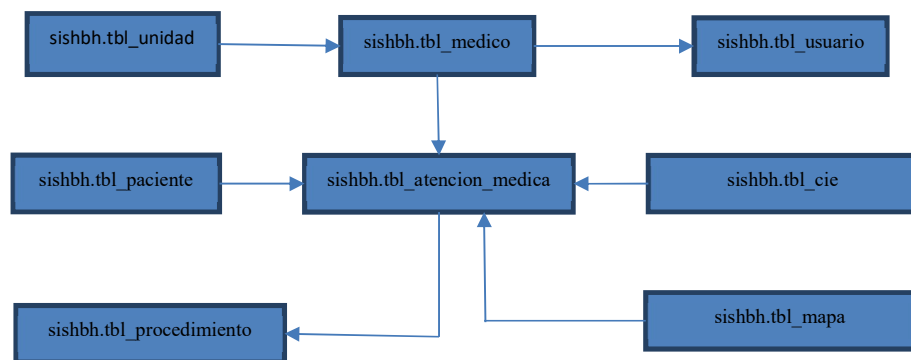 sishbh.tbl_unidad
sishbh.tbl_medico
sishbh.tbl_usuario
sishbh.tbl_paciente
sishbh.tbl_atencion_medica
sishbh.tbl_cie
sishbh.tbl_procedimiento
sishbh.tbl_mapa